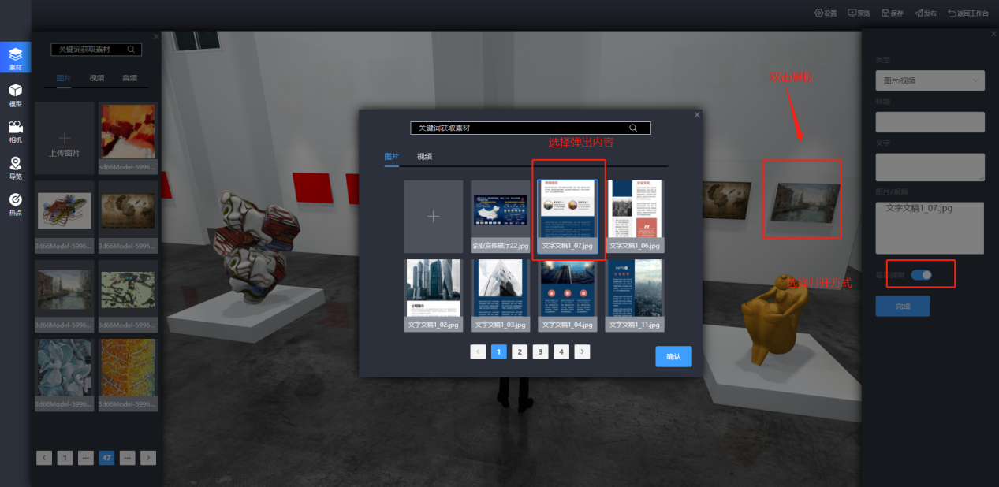 设置 预览 保存 发布 返回工作台
素材
模型
相机
导览
热点
关键词获取素材
图片 视频 音频
上传图片
3d66Model-5996...
3d66Model-5996...
3d66Model-5996...
3d66Model-5996...
3d66Model-5996...
3d66Model-5996...
3d66Model-5996...
1 ... 47 ...
关键词获取素材
选择弹出内容
图片 视频
企业宣传展厅22.jpg
文字文稿1_07.jpg
文字文稿1_06.jpg
文字文稿1_02.jpg
文字文稿1_03.jpg
文字文稿1_04.jpg
文字文稿1_11.jpg
1 2 3 4
确认
双击展板
类型
图片/视频
标题
文字
图片/视频
文字文稿1_07.jpg
选择打开方式
完成